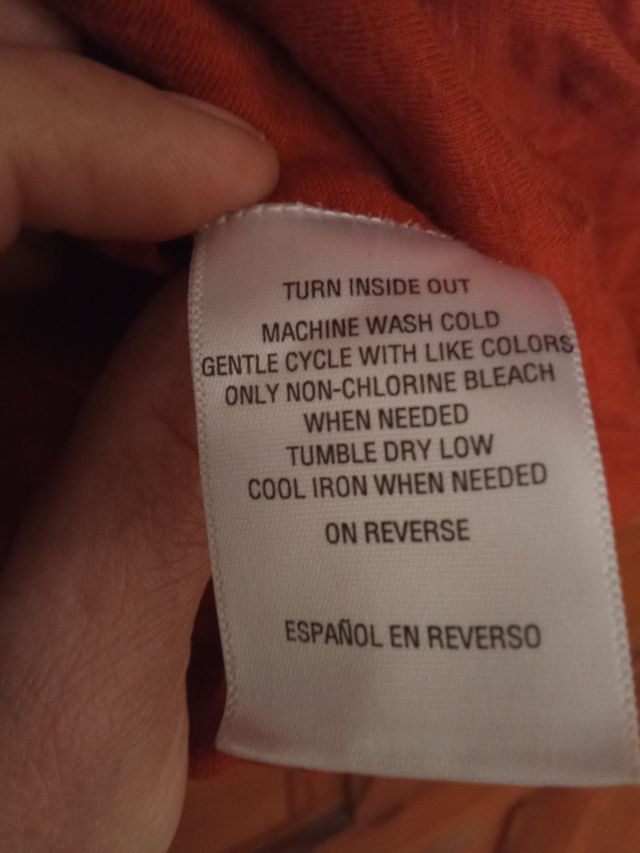 TURN INSIDE OUT
MACHINE WASH COLD
GENTLE CYCLE WITH LIKE COLORS
ONLY NON-CHLORINE BLEACH
WHEN NEEDED
TUMBLE DRY LOW
COOL IRON WHEN NEEDED
ON REVERSE
ESPAÑOL EN REVERSO